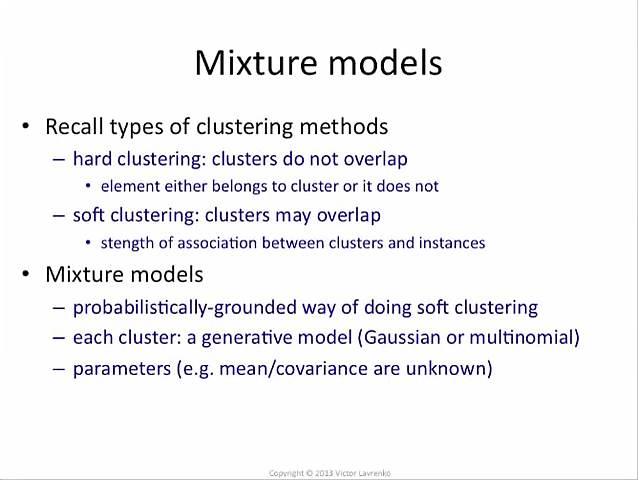 Mixture models
• Recall types of clustering methods
– hard clustering: clusters do not overlap
• element either belongs to cluster or it does not
– soft clustering: clusters may overlap
• stength of association between clusters and instances
• Mixture models
– probabilistically-grounded way of doing soft clustering
– each cluster: a generative model (Gaussian or multinomial)
– parameters (e.g. mean/covariance are unknown)
Copyright © 2013 Victor Lavrenko